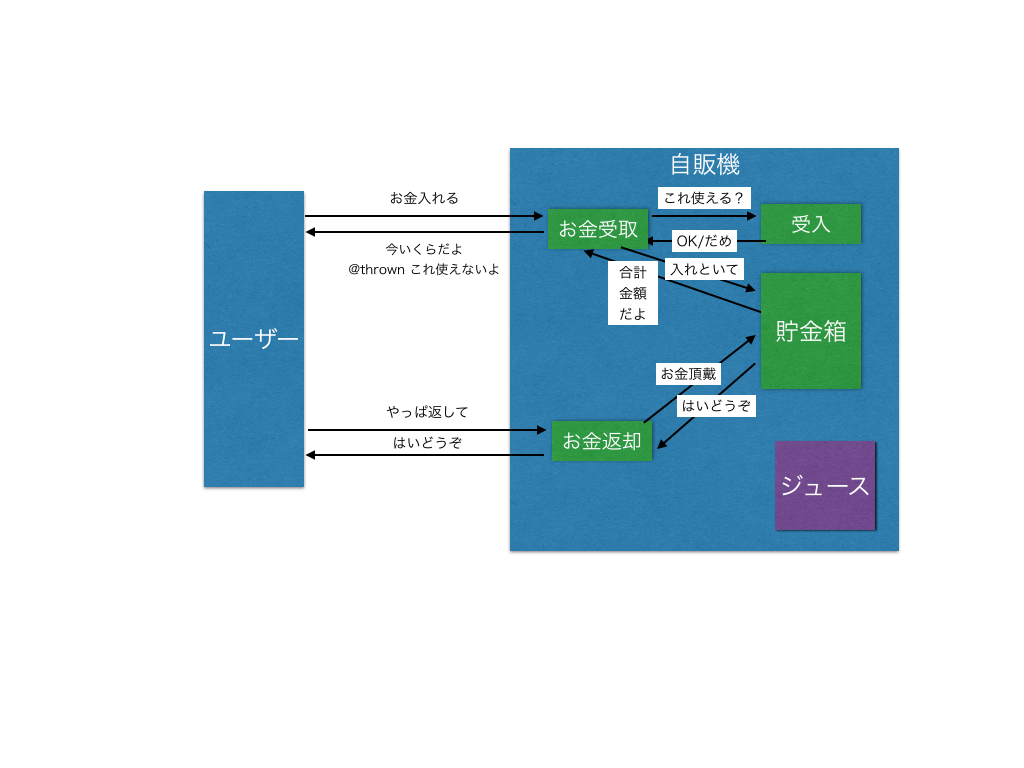 自販機
お金入れる
これ使える？
お金受取
受入
OK/だめ
今いくらだよ
@thrown これ使えないよ
入れといて
合計
金額
だよ
ユーザー
貯金箱
お金頂戴
はいどうぞ
やっぱ返して
お金返却
はいどうぞ
ジュース